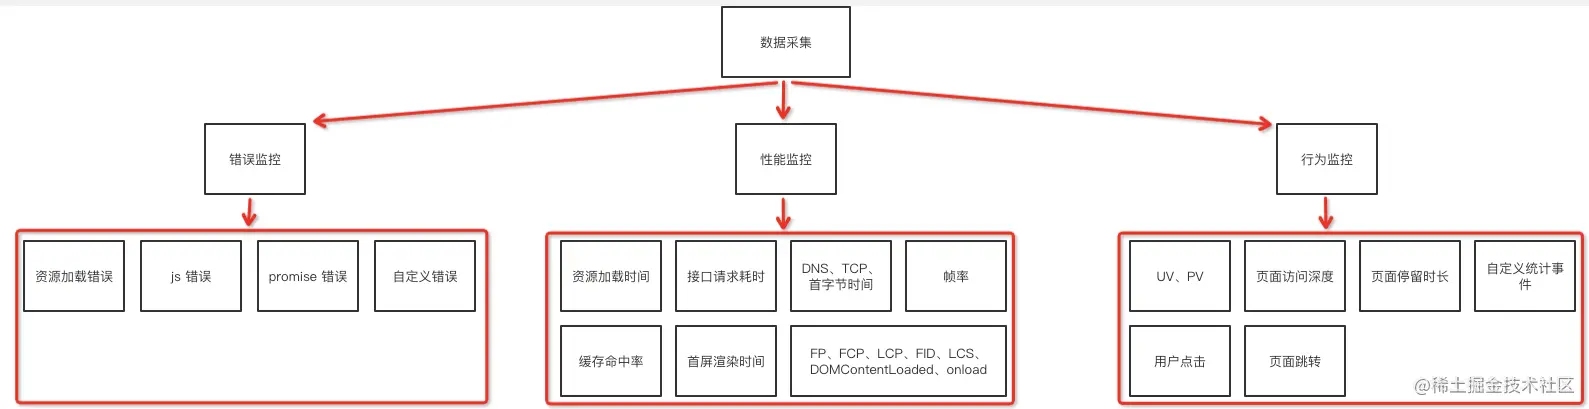 数据采集
错误监控
性能监控
行为监控
资源加载错误
js 错误
promise 错误
自定义错误
资源加载时间
接口请求耗时
DNS、TCP、
首字节时间
帧率
缓存命中率
首屏渲染时间
FP、FCP、LCP、FID、LCS、
DOMContentLoaded、onload
UV、PV
页面访问深度
页面停留时长
自定义统计事
件
用户点击
页面跳转
@稀土掘金技术社区